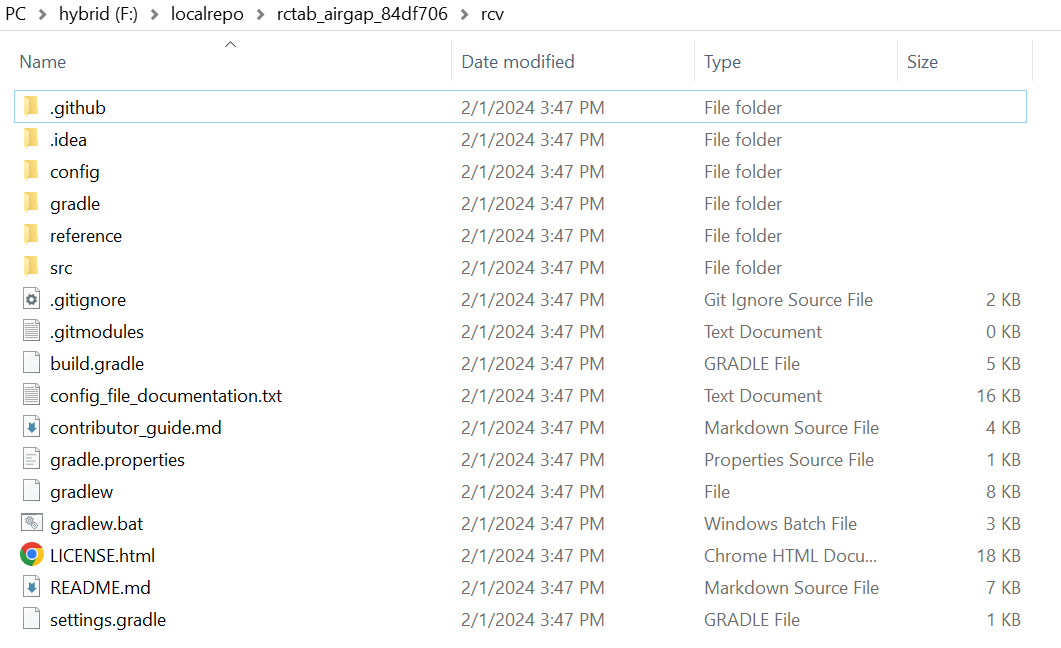 PC > hybrid (F:) > localrepo > rctab_airgap_84df706 > rcv
Name Date modified Type Size
.github 2/1/2024 3:47 PM File folder
.idea 2/1/2024 3:47 PM File folder
config 2/1/2024 3:47 PM File folder
gradle 2/1/2024 3:47 PM File folder
reference 2/1/2024 3:47 PM File folder
src 2/1/2024 3:47 PM File folder
.gitignore 2/1/2024 3:47 PM Git Ignore Source File 2 KB
.gitmodules 2/1/2024 3:47 PM Text Document 0 KB
build.gradle 2/1/2024 3:47 PM GRADLE File 5 KB
config_file_documentation.txt 2/1/2024 3:47 PM Text Document 16 KB
contributor_guide.md 2/1/2024 3:47 PM Markdown Source File 4 KB
gradle.properties 2/1/2024 3:47 PM Properties Source File 1 KB
gradlew 2/1/2024 3:47 PM File 8 KB
gradlew.bat 2/1/2024 3:47 PM Windows Batch File 3 KB
LICENSE.html 2/1/2024 3:47 PM Chrome HTML Docu... 18 KB
README.md 2/1/2024 3:47 PM Markdown Source File 7 KB
settings.gradle 2/1/2024 3:47 PM GRADLE File 1 KB